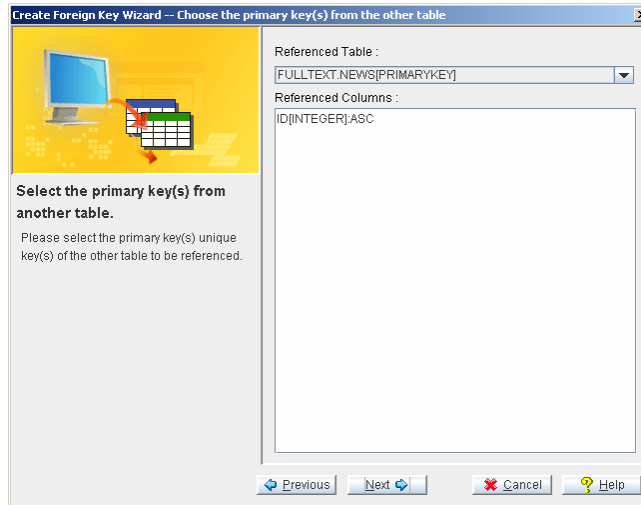 Create Foreign Key Wizard -- Choose the primary key(s) from the other table
Select the primary key(s) from
another table.
Please select the primary key(s) unique
key(s) of the other table to be referenced.
Referenced Table :
FULLTEXT.NEWS[PRIMARYKEY]
Referenced Columns :
ID[INTEGER]:ASC
Previous
Next
Cancel
Help